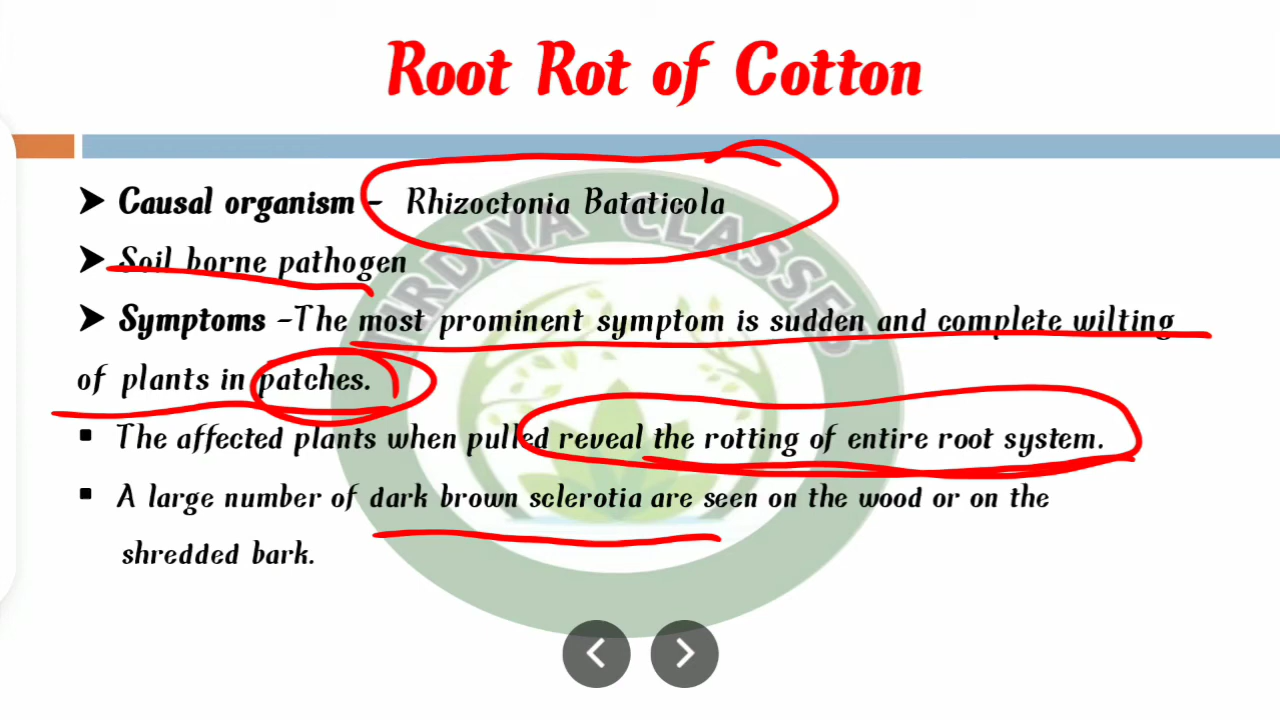 Root Rot of Cotton
➤ Causal organism - Rhizoctonia Bataticola
➤ Soil borne pathogen
➤ Symptoms -The most prominent symptom is sudden and complete wilting
of plants in patches.
▪ The affected plants when pulled reveal the rotting of entire root system.
▪ A large number of dark brown sclerotia are seen on the wood or on the
shredded bark.
CLASSES